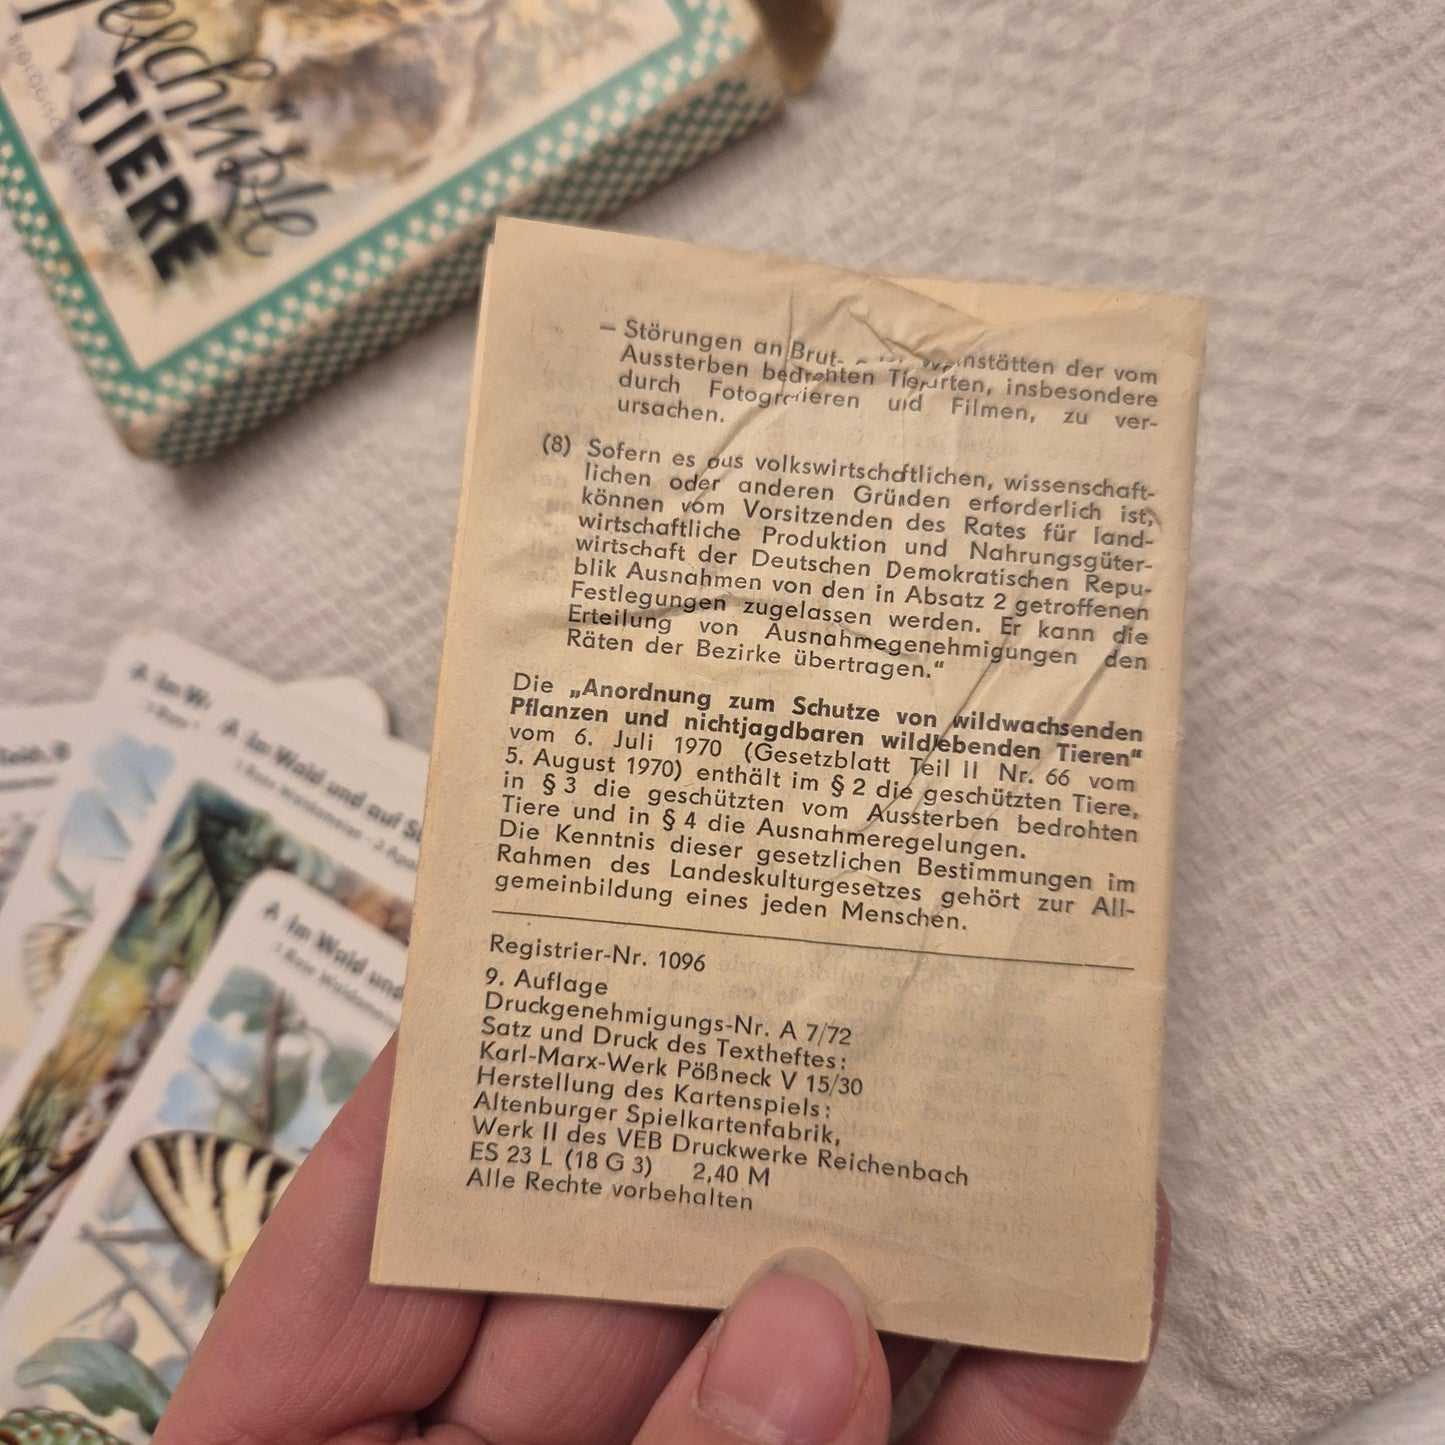 Geschützte
TIERE
– Störungen an Brut- Wohnstätten der vom
Aussterben bedrohten Tierarten, insbesondere
durch Fotografieren und Filmen, zu ver-
ursachen.
(8) Sofern es aus volkswirtschaftlichen, wissenschaft-
lichen oder anderen Gründen erforderlich ist,
können vom Vorsitzenden des Rates für land-
wirtschaftliche Produktion und Nahrungsgüter-
wirtschaft der Deutschen Demokratischen Repu-
blik Ausnahmen von den in Absatz 2 getroffenen
Festlegungen zugelassen werden. Er kann die
Erteilung von Ausnahmegenehmigungen den
Räten der Bezirke übertragen.“
Die „Anordnung zum Schutze von wildwachsenden
Pflanzen und nichtjagdbaren wildlebenden Tieren“
vom 6. Juli 1970 (Gesetzblatt Teil II Nr. 66 vom
5. August 1970) enthält im § 2 die geschützten Tiere,
in § 3 die geschützten vom Aussterben bedrohten
Tiere und in § 4 die Ausnahmeregelungen.
Die Kenntnis dieser gesetzlichen Bestimmungen im
Rahmen des Landeskulturgesetzes gehört zur All-
gemeinbildung eines jeden Menschen.
Registrier-Nr. 1096
9. Auflage
Druckgenehmigungs-Nr. A 7/72
Satz und Druck des Textheftes:
Karl-Marx-Werk Pößneck V 15/30
Herstellung des Kartenspiels:
Altenburger Spielkartenfabrik,
Werk II des VEB Druckwerke Reichenbach
ES 23 L (18 G 3) 2,40 M
Alle Rechte vorbehalten
A Im W
A Im Wald und auf
A Im Wald und